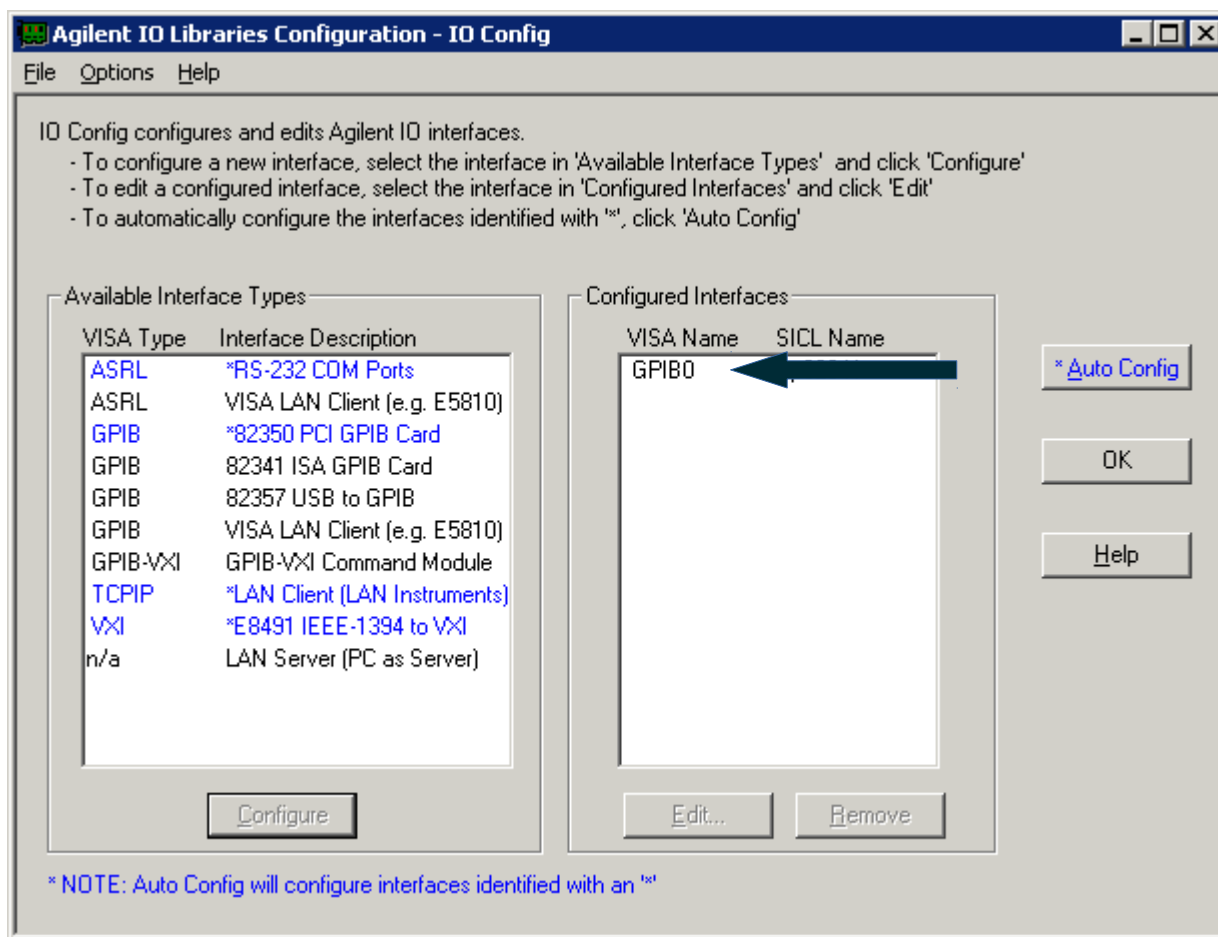 Agilent IO Libraries Configuration - IO Config
File Options Help
IO Config configures and edits Agilent IO interfaces.
- To configure a new interface, select the interface in 'Available Interface Types' and click 'Configure'
- To edit a configured interface, select the interface in 'Configured Interfaces' and click 'Edit'
- To automatically configure the interfaces identified with '*', click 'Auto Config'
Available Interface Types
VISA Type Interface Description
ASRL *RS-232 COM Ports
ASRL VISA LAN Client (e.g. E5810)
GPIB *82350 PCI GPIB Card
GPIB 82341 ISA GPIB Card
GPIB 82357 USB to GPIB
GPIB VISA LAN Client (e.g. E5810)
GPIB-VXI GPIB-VXI Command Module
TCPIP *LAN Client (LAN Instruments)
VXI *E8491 IEEE-1394 to VXI
n/a LAN Server (PC as Server)
Configure
Configured Interfaces
VISA Name SICL Name
GPIB0
Edit... Remove
* Auto Config
OK
Help
* NOTE: Auto Config will configure interfaces identified with an '*'